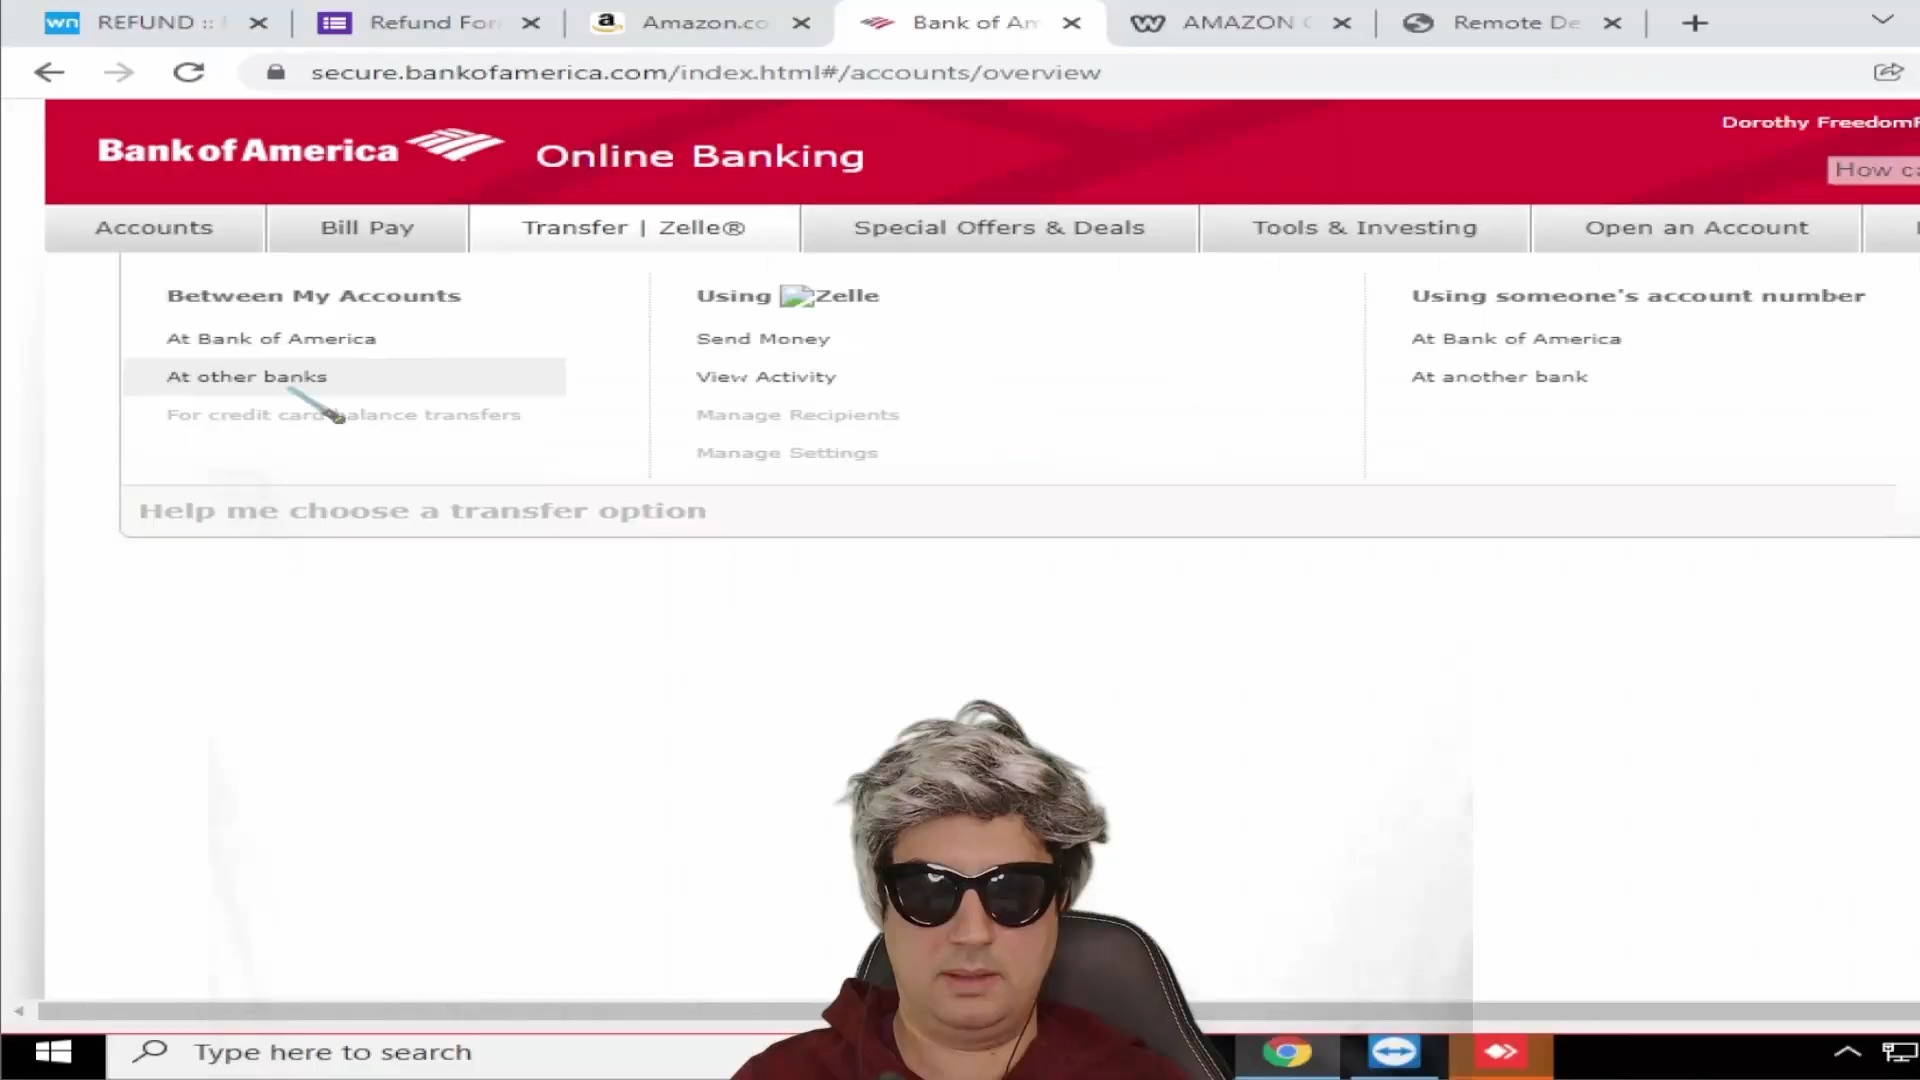 wn REFUND ::
Refund For
Amazon.co
Bank of Am
AMAZON
Remote De
secure.bankofamerica.com/index.html#/accounts/overview
Bank of America
Online Banking
Dorothy Freedom
How ca
Accounts
Bill Pay
Transfer | Zelle®
Special Offers & Deals
Tools & Investing
Open an Account
Between My Accounts
At Bank of America
At other banks
For credit card balance transfers
Using Zelle
Send Money
View Activity
Manage Recipients
Manage Settings
Using someone's account number
At Bank of America
At another bank
Help me choose a transfer option
Type here to search